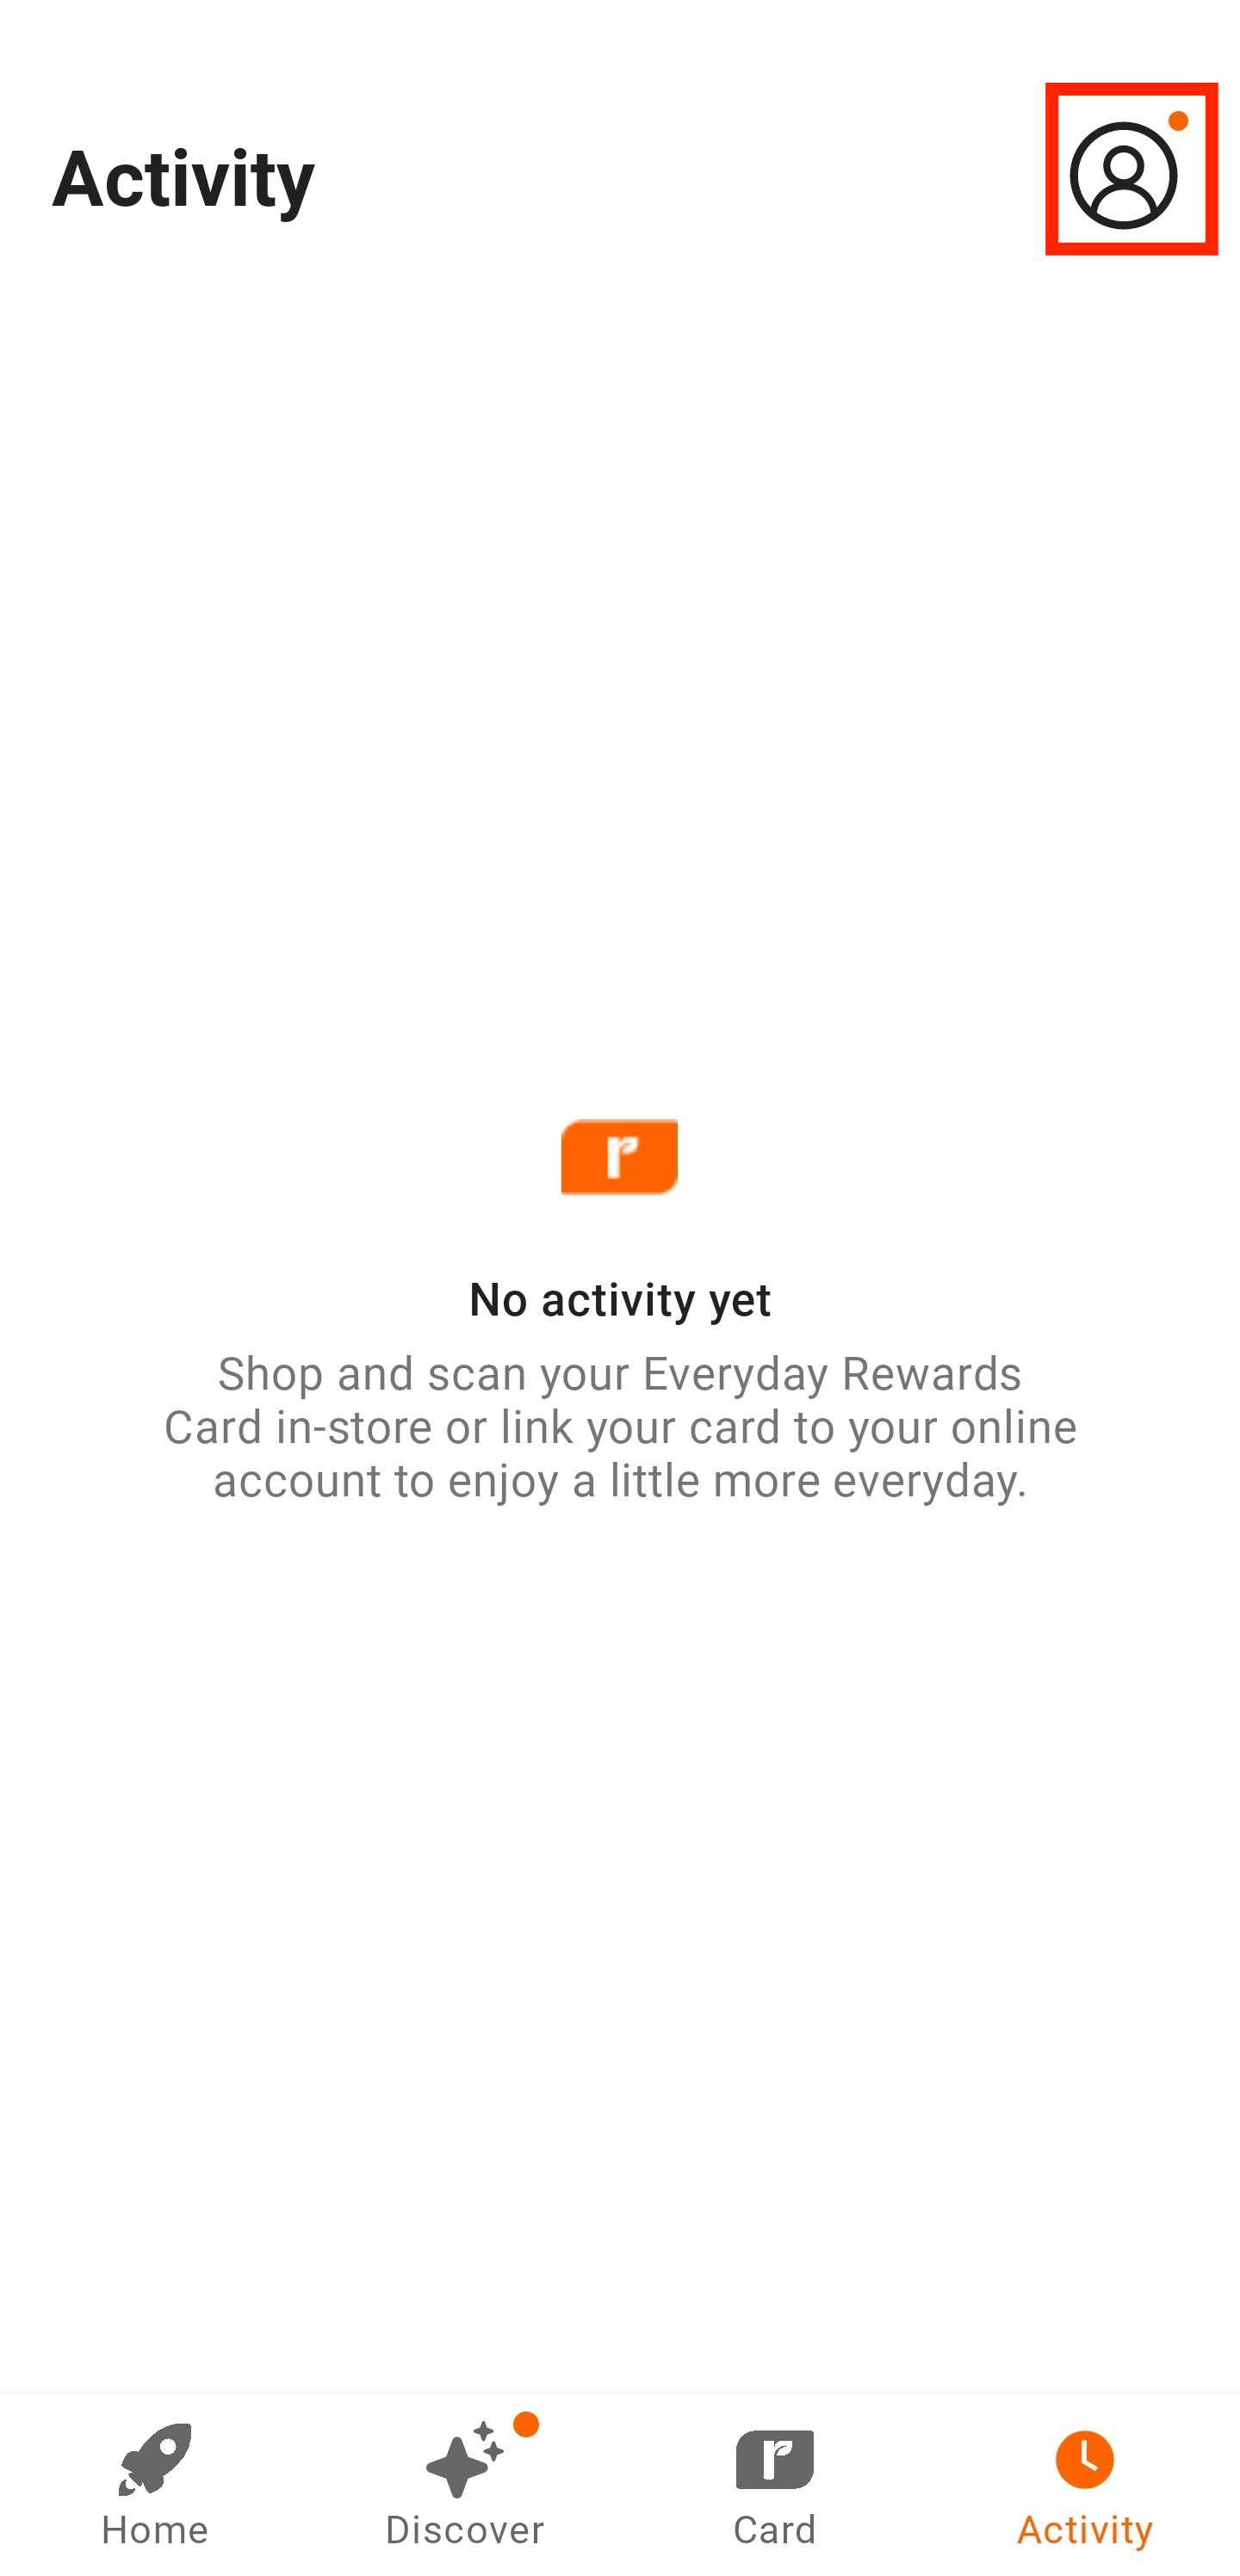 Activity
r
No activity yet
Shop and scan your Everyday Rewards
Card in-store or link your card to your online
account to enjoy a little more everyday.
r
Home
Discover
Card
Activity